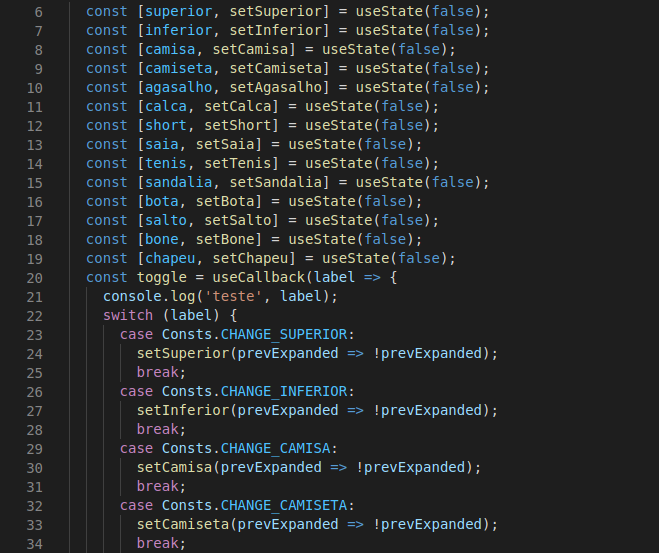 6 const [superior, setSuperior] = useState(false);
7 const [inferior, setInferior] = useState(false);
8 const [camisa, setCamisa] = useState(false);
9 const [camiseta, setCamiseta] = useState(false);
10 const [agasalho, setAgasalho] = useState(false);
11 const [calca, setCalca] = useState(false);
12 const [short, setShort] = useState(false);
13 const [saia, setSaia] = useState(false);
14 const [tenis, setTenis] = useState(false);
15 const [sandalia, setSandalia] = useState(false);
16 const [bota, setBota] = useState(false);
17 const [salto, setSalto] = useState(false);
18 const [bone, setBone] = useState(false);
19 const [chapeu, setChapeu] = useState(false);
20 const toggle = useCallback(label => {
21 console.log('teste', label);
22 switch (label) {
23 case Consts.CHANGE_SUPERIOR:
24 setSuperior(prevExpanded => !prevExpanded);
25 break;
26 case Consts.CHANGE_INFERIOR:
27 setInferior(prevExpanded => !prevExpanded);
28 break;
29 case Consts.CHANGE_CAMISA:
30 setCamisa(prevExpanded => !prevExpanded);
31 break;
32 case Consts.CHANGE_CAMISETA:
33 setCamiseta(prevExpanded => !prevExpanded);
34 break;